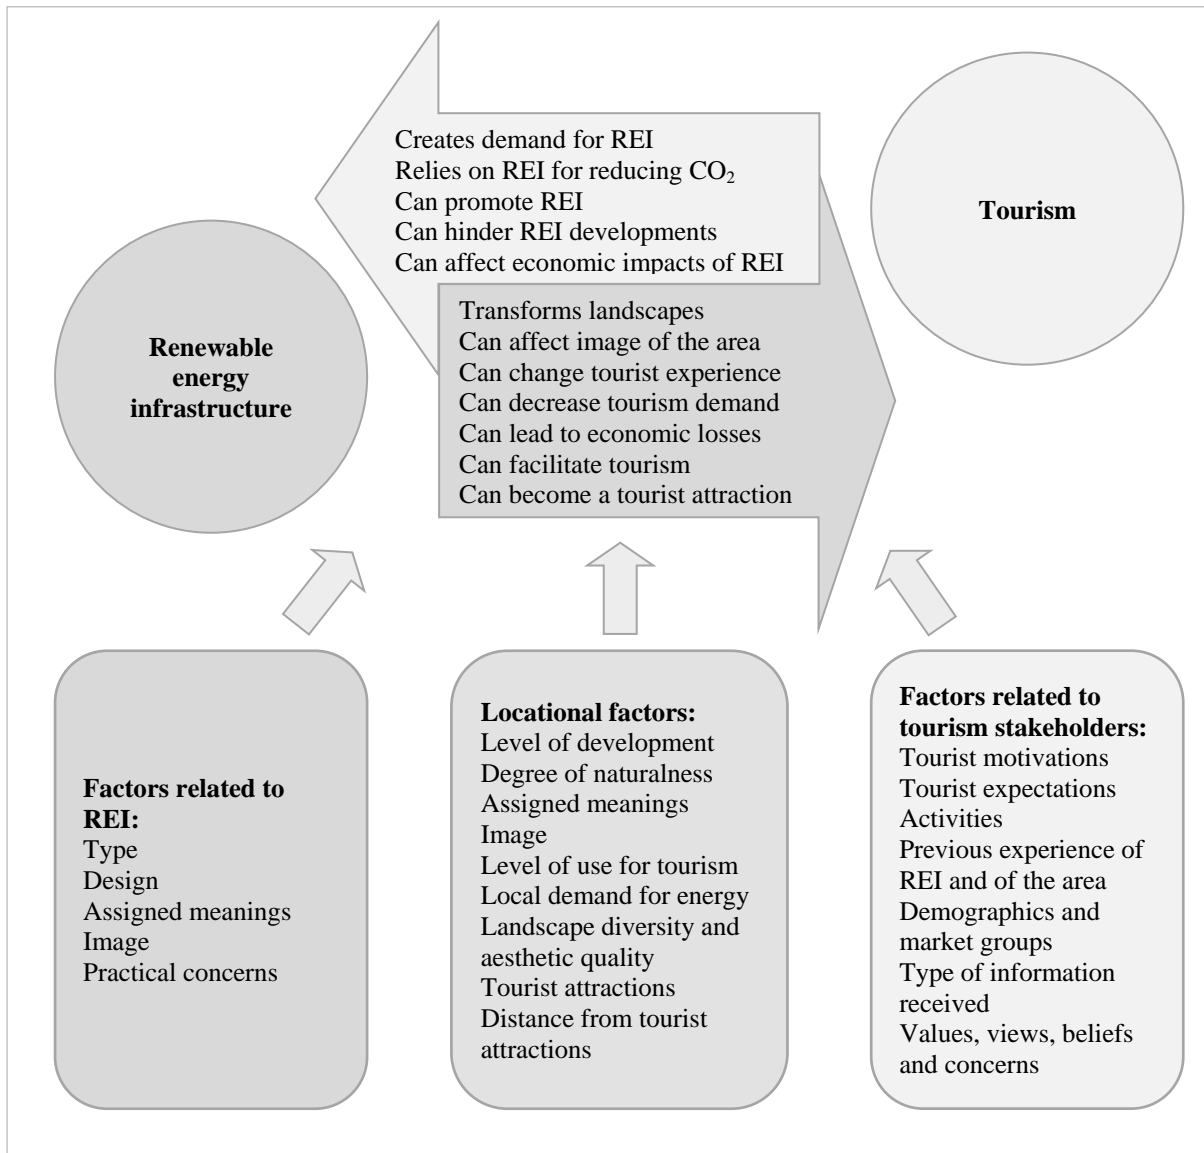 Creates demand for REI
Relies on REI for reducing CO₂
Can promote REI
Can hinder REI developments
Can affect economic impacts of REI
Tourism
Renewable
energy
infrastructure
Transforms landscapes
Can affect image of the area
Can change tourist experience
Can decrease tourism demand
Can lead to economic losses
Can facilitate tourism
Can become a tourist attraction
Factors related to
REI:
Type
Design
Assigned meanings
Image
Practical concerns
Locational factors:
Level of development
Degree of naturalness
Assigned meanings
Image
Level of use for tourism
Local demand for energy
Landscape diversity and
aesthetic quality
Tourist attractions
Distance from tourist
attractions
Factors related to
tourism stakeholders:
Tourist motivations
Tourist expectations
Activities
Previous experience of
REI and of the area
Demographics and
market groups
Type of information
received
Values, views, beliefs
and concerns